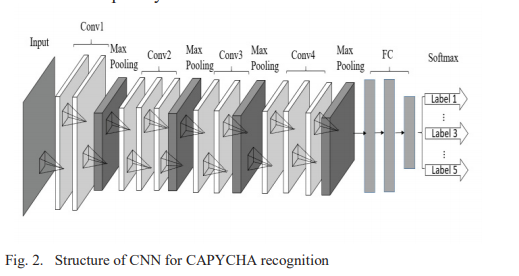 Conv1
Input
Max Pooling
Conv2
Max Pooling
Conv3
Max Pooling
Conv4
Max Pooling
FC
Softmax
Label 1
⋮
Label 3
⋮
Label 5
Fig. 2. Structure of CNN for CAPYCHA recognition